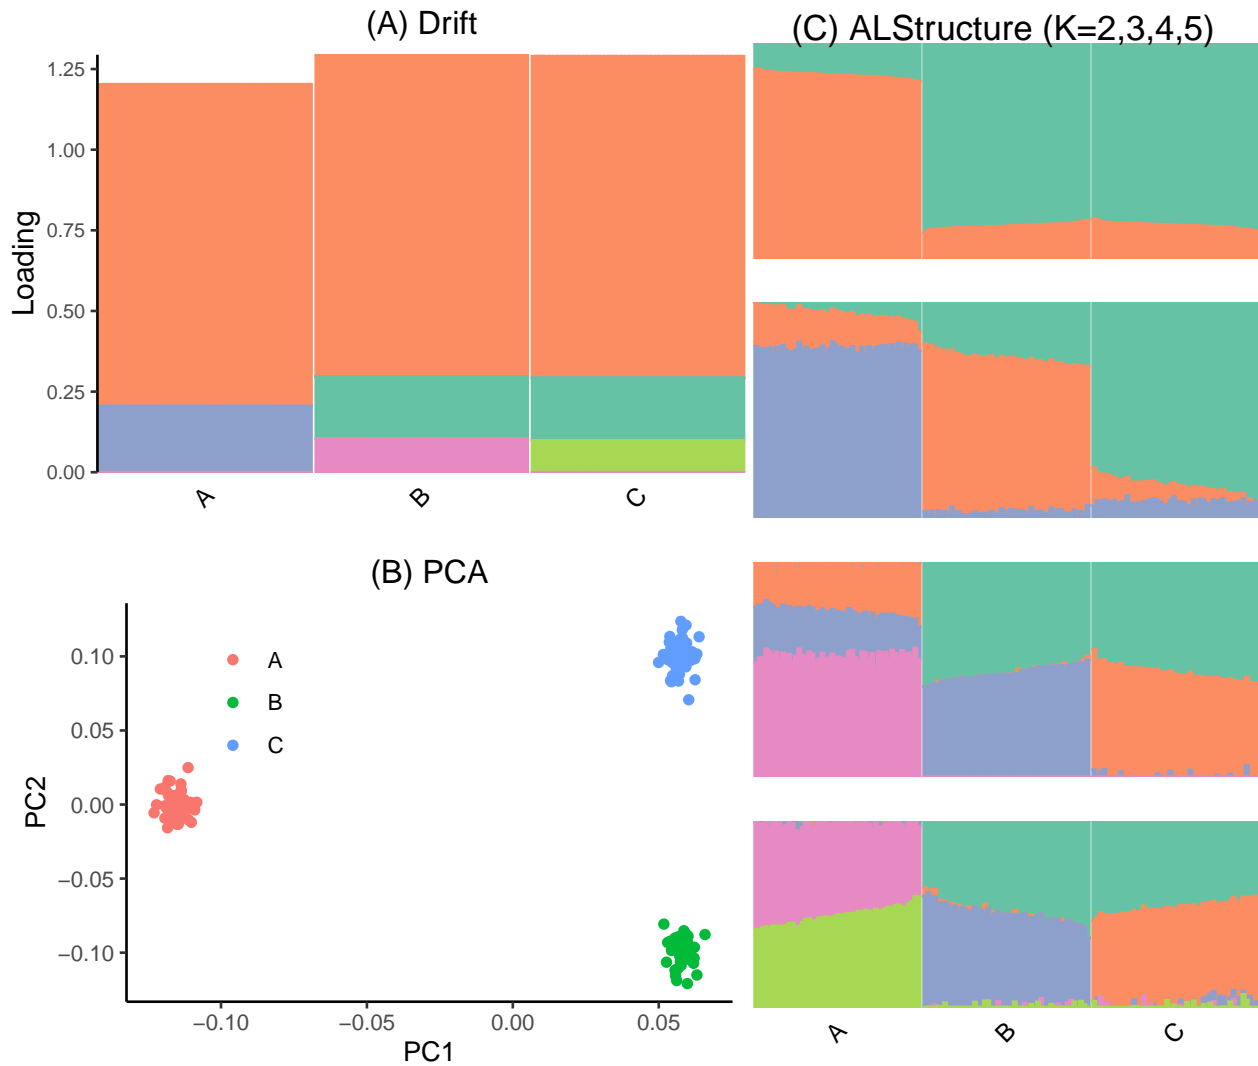 (A) Drift
Loading
1.25
1.00
0.75
0.50
0.25
0.00
A
B
C
(B) PCA
PC2
0.10
0.05
0.00
−0.05
−0.10
A
B
C
−0.10
−0.05
0.00
0.05
PC1
(C) ALStructure (K=2,3,4,5)
A
B
C